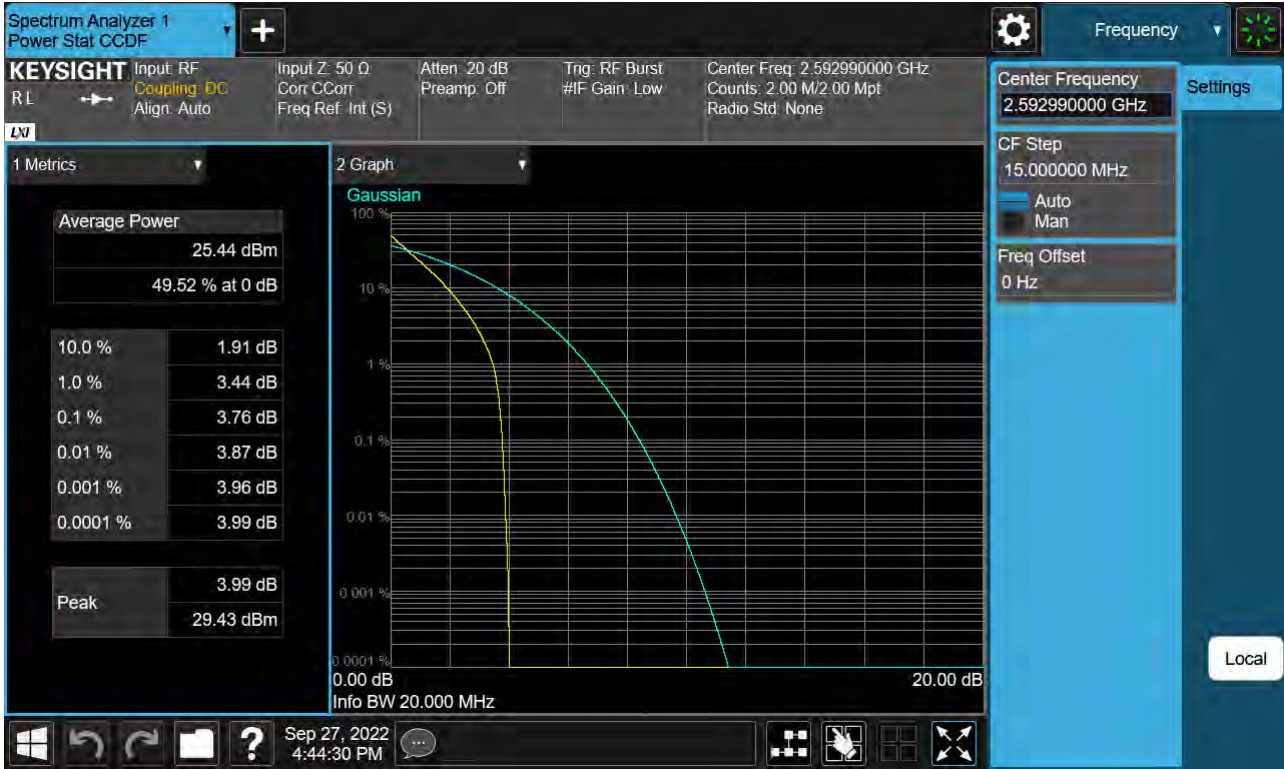 Spectrum Analyzer 1
Power Stat CCDF
+
Frequency
KEYSIGHT
R L
LXI
Input: RF
Coupling: DC
Align: Auto
Input Z: 50 Ω
Corr CCorr
Freq Ref: Int (S)
Atten: 20 dB
Preamp: Off
Trig: RF Burst
#IF Gain: Low
Center Freq: 2.592990000 GHz
Counts: 2.00 M/2.00 Mpt
Radio Std: None
Center Frequency
2.592990000 GHz
Settings
CF Step
15.000000 MHz
Auto
Man
Freq Offset
0 Hz
1 Metrics
Average Power
25.44 dBm
49.52 % at 0 dB
10.0 % 1.91 dB
1.0 % 3.44 dB
0.1 % 3.76 dB
0.01 % 3.87 dB
0.001 % 3.96 dB
0.0001 % 3.99 dB
Peak 3.99 dB
29.43 dBm
2 Graph
Gaussian
100 %
10 %
1 %
0.1 %
0.01 %
0.001 %
0.0001 %
0.00 dB 20.00 dB
Info BW 20.000 MHz
Local
?
Sep 27, 2022
4:44:30 PM